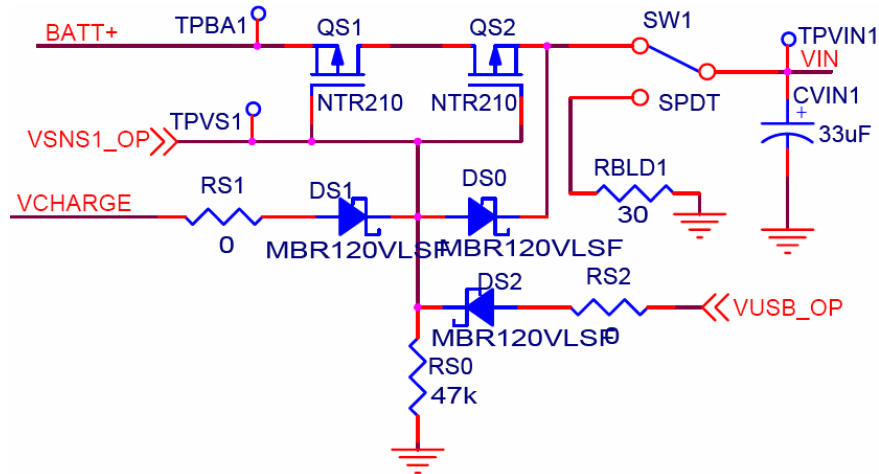 TPBA1
QS1
QS2
SW1
TPVIN1
BATT+
VIN
NTR210
NTR210
SPDT
CVIN1
+
33uF
TPVS1
VSNS1_OP
RS1
DS1
DS0
RBLD1
VCHARGE
0
30
MBR120VLSF
MBR120VLSF
DS2
RS2
VUSB_OP
MBR120VLSF
0
RS0
47k